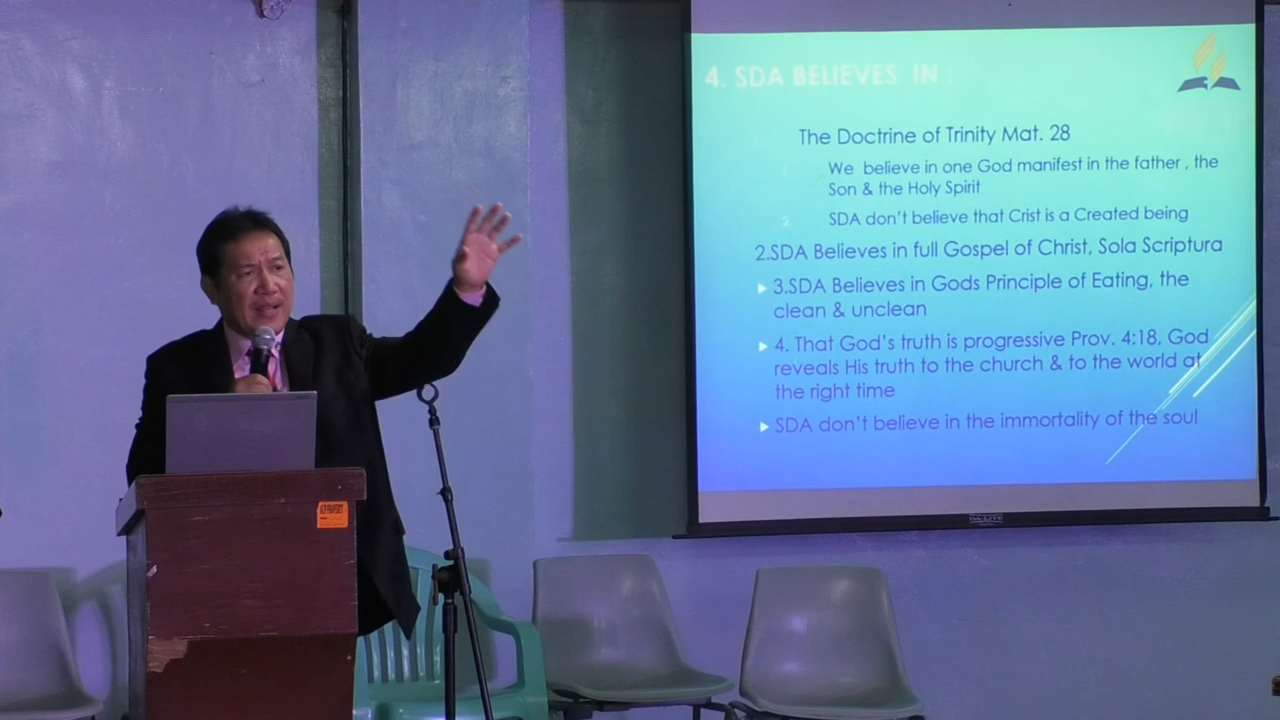 4. SDA BELIEVES IN :
The Doctrine of Trinity Mat. 28
We believe in one God manifest in the father , the
Son & the Holy Spirit
SDA don't believe that Crist is a Created being
2.SDA Believes in full Gospel of Christ, Sola Scriptura
3.SDA Believes in Gods Principle of Eating, the
clean & unclean
4. That God's truth is progressive Prov. 4:18, God
reveals His truth to the church & to the world at
the right time
SDA don't believe in the immortality of the soul
DA-LITE